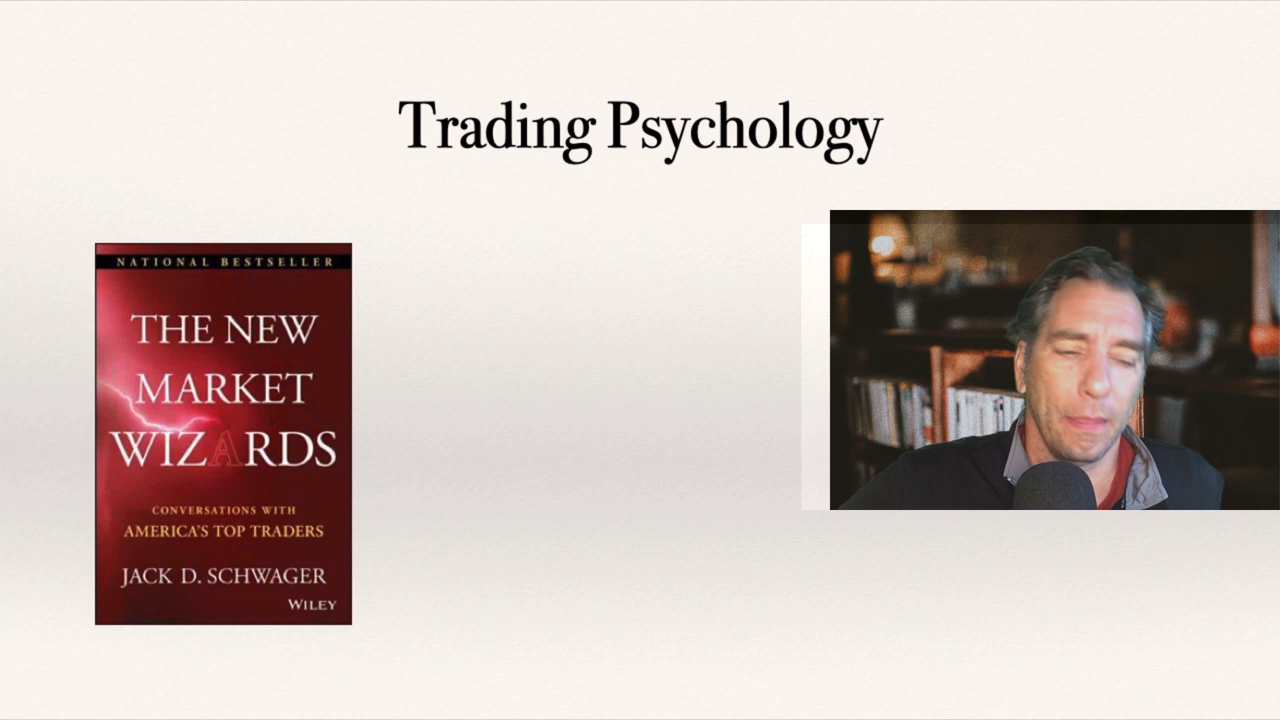 Trading Psychology
NATIONAL BESTSELLER
THE NEW
MARKET
WIZARDS
CONVERSATIONS WITH
AMERICA'S TOP TRADERS
JACK D. SCHWAGER
WILEY